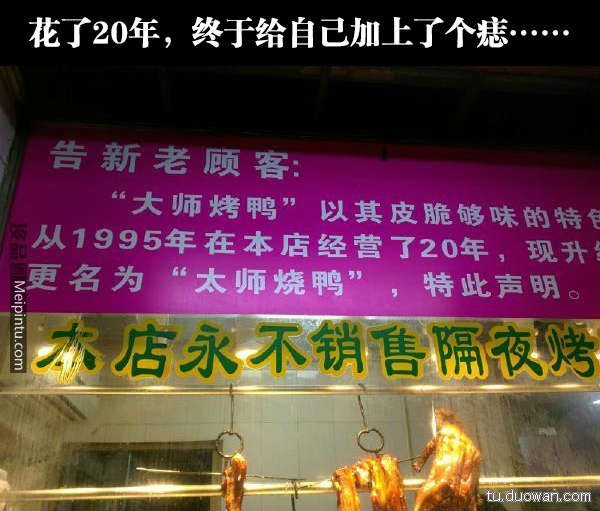 花了20年，终于给自己加上了个痣……
告新老顾客:
“大师烤鸭”以其皮脆够味的特色
从1995年在本店经营了20年，现升级
更名为“太师烧鸭”，特此声明。
本店永不销售隔夜烤
Meipintu.com
tu.duowan.com